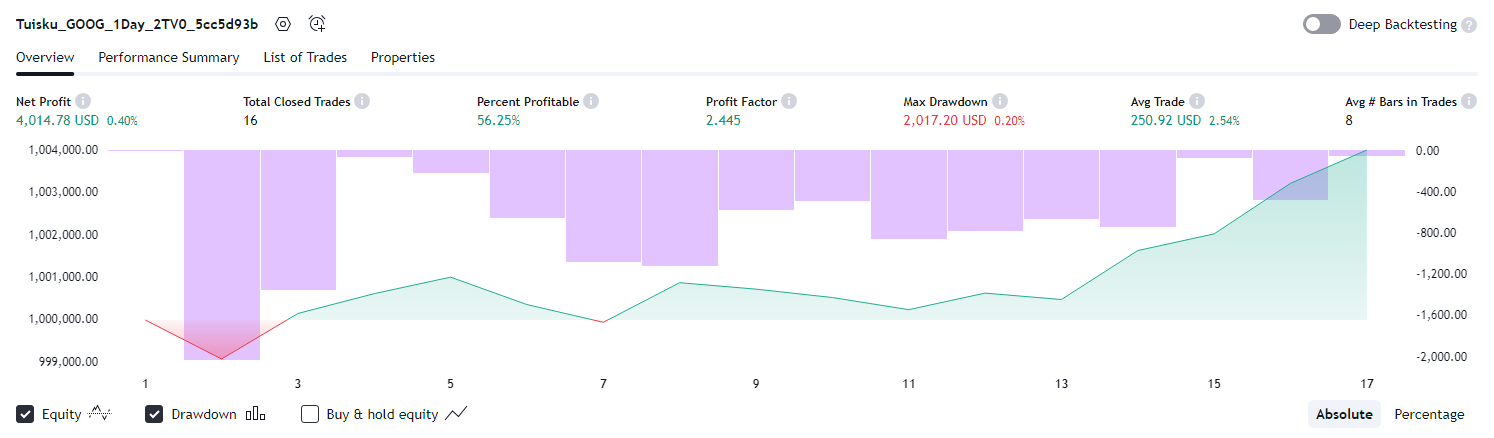 Tuisku_GOOG_1Day_2TV0_5cc5d93b
Deep Backtesting ?
Overview Performance Summary List of Trades Properties
Net Profit Total Closed Trades Percent Profitable Profit Factor Max Drawdown Avg Trade Avg # Bars in Trades
4,014.78 USD 0.40% 16 56.25% 2.445 2,017.20 USD 0.20% 250.92 USD 2.54% 8
1,004,000.00 0.00
1,003,000.00 -400.00
1,002,000.00 -800.00
1,001,000.00 -1,200.00
1,000,000.00 -1,600.00
999,000.00 -2,000.00
1 3 5 7 9 11 13 15 17
Equity Drawdown Buy & hold equity Absolute Percentage